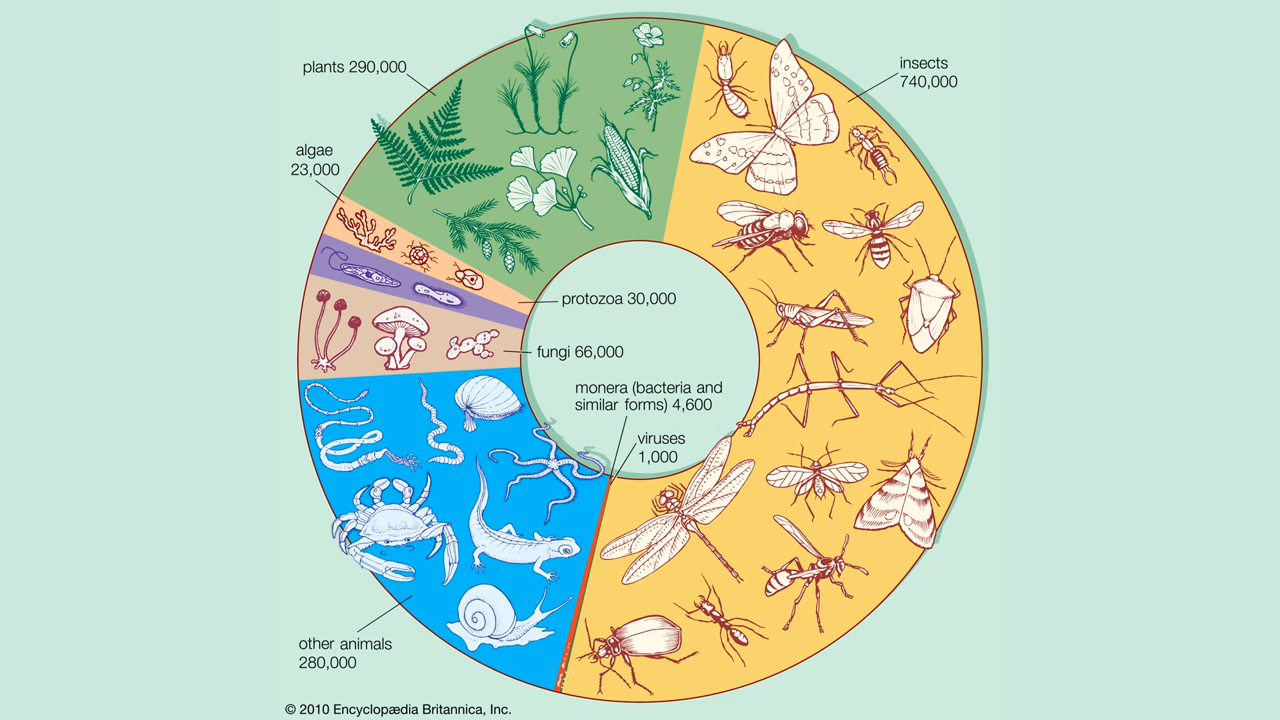 plants 290,000
insects
740,000
algae
23,000
protozoa 30,000
fungi 66,000
monera (bacteria and
similar forms) 4,600
viruses
1,000
other animals
280,000
© 2010 Encyclopædia Britannica, Inc.